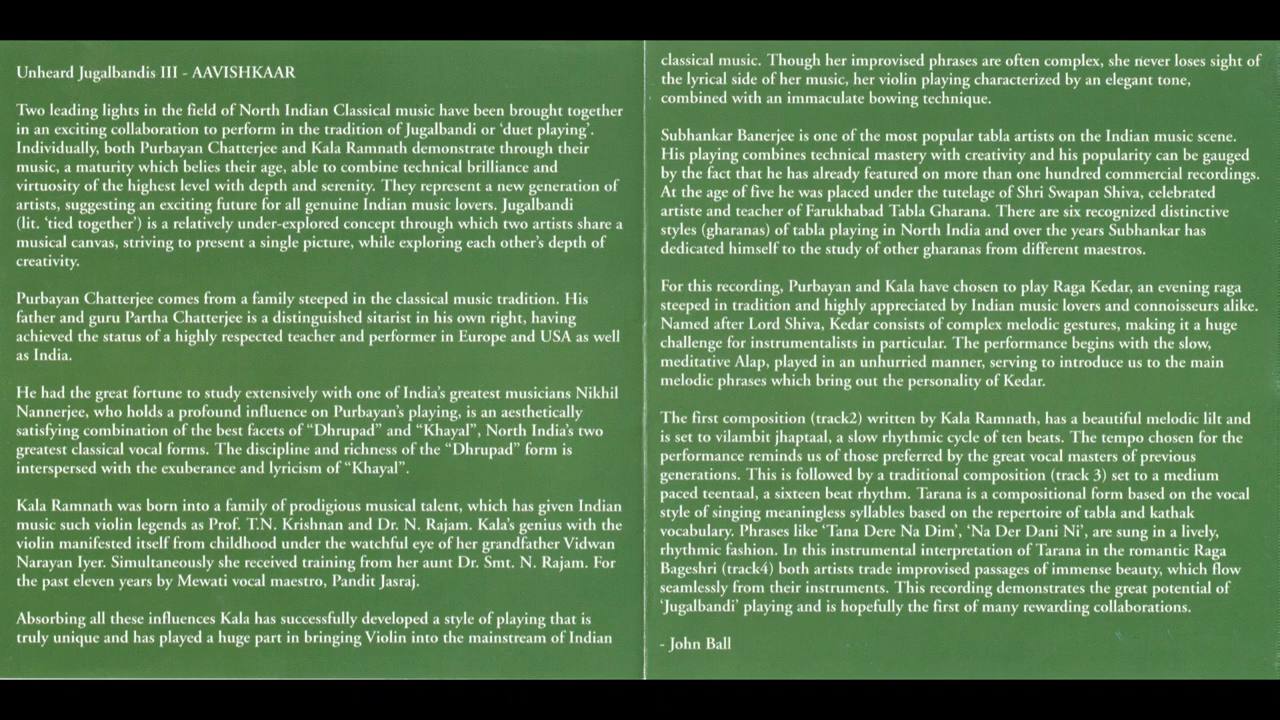 Unheard Jugalbandis III - AAVISHKAAR
Two leading lights in the field of North Indian Classical music have been brought together
in an exciting collaboration to perform in the tradition of Jugalbandi or ‘duet playing’.
Individually, both Purbayan Chatterjee and Kala Ramnath demonstrate through their
music, a maturity which belies their age, able to combine technical brilliance and
virtuosity of the highest level with depth and serenity. They represent a new generation of
artists, suggesting an exciting future for all genuine Indian music lovers. Jugalbandi
(lit. ‘tied together’) is a relatively under-explored concept through which two artists share a
musical canvas, striving to present a single picture, while exploring each other’s depth of
creativity.
Purbayan Chatterjee comes from a family steeped in the classical music tradition. His
father and guru Partha Chatterjee is a distinguished sitarist in his own right, having
achieved the status of a highly respected teacher and performer in Europe and USA as well
as India.
He had the great fortune to study extensively with one of India’s greatest musicians Nikhil
Nannerjee, who holds a profound influence on Purbayan’s playing, is an aesthetically
satisfying combination of the best facets of “Dhrupad” and “Khayal”, North India’s two
greatest classical vocal forms. The discipline and richness of the “Dhrupad” form is
interspersed with the exuberance and lyricism of “Khayal”.
Kala Ramnath was born into a family of prodigious musical talent, which has given Indian
music such violin legends as Prof. T.N. Krishnan and Dr. N. Rajam. Kala’s genius with the
violin manifested itself from childhood under the watchful eye of her grandfather Vidwan
Narayan Iyer. Simultaneously she received training from her aunt Dr. Smt. N. Rajam. For
the past eleven years by Mewati vocal maestro, Pandit Jasraj.
Absorbing all these influences Kala has successfully developed a style of playing that is
truly unique and has played a huge part in bringing Violin into the mainstream of Indian
classical music. Though her improvised phrases are often complex, she never loses sight of
the lyrical side of her music, her violin playing characterized by an elegant tone,
combined with an immaculate bowing technique.
Subhankar Banerjee is one of the most popular tabla artists on the Indian music scene.
His playing combines technical mastery with creativity and his popularity can be gauged
by the fact that he has already featured on more than one hundred commercial recordings.
At the age of five he was placed under the tutelage of Shri Swapan Shiva, celebrated
artiste and teacher of Farukhabad Tabla Gharana. There are six recognized distinctive
styles (gharanas) of tabla playing in North India and over the years Subhankar has
dedicated himself to the study of other gharanas from different maestros.
For this recording, Purbayan and Kala have chosen to play Raga Kedar, an evening raga
steeped in tradition and highly appreciated by Indian music lovers and connoisseurs alike.
Named after Lord Shiva, Kedar consists of complex melodic gestures, making it a huge
challenge for instrumentalists in particular. The performance begins with the slow,
meditative Alap, played in an unhurried manner, serving to introduce us to the main
melodic phrases which bring out the personality of Kedar.
The first composition (track2) written by Kala Ramnath, has a beautiful melodic lilt and
is set to vilambit jhaptaal, a slow rhythmic cycle of ten beats. The tempo chosen for the
performance reminds us of those preferred by the great vocal masters of previous
generations. This is followed by a traditional composition (track 3) set to a medium
paced teentaal, a sixteen beat rhythm. Tarana is a compositional form based on the vocal
style of singing meaningless syllables based on the repertoire of tabla and kathak
vocabulary. Phrases like ‘Tana Dere Na Dim’, ‘Na Der Dani Ni’, are sung in a lively,
rhythmic fashion. In this instrumental interpretation of Tarana in the romantic Raga
Bageshri (track4) both artists trade improvised passages of immense beauty, which flow
seamlessly from their instruments. This recording demonstrates the great potential of
‘Jugalbandi’ playing and is hopefully the first of many rewarding collaborations.
- John Ball